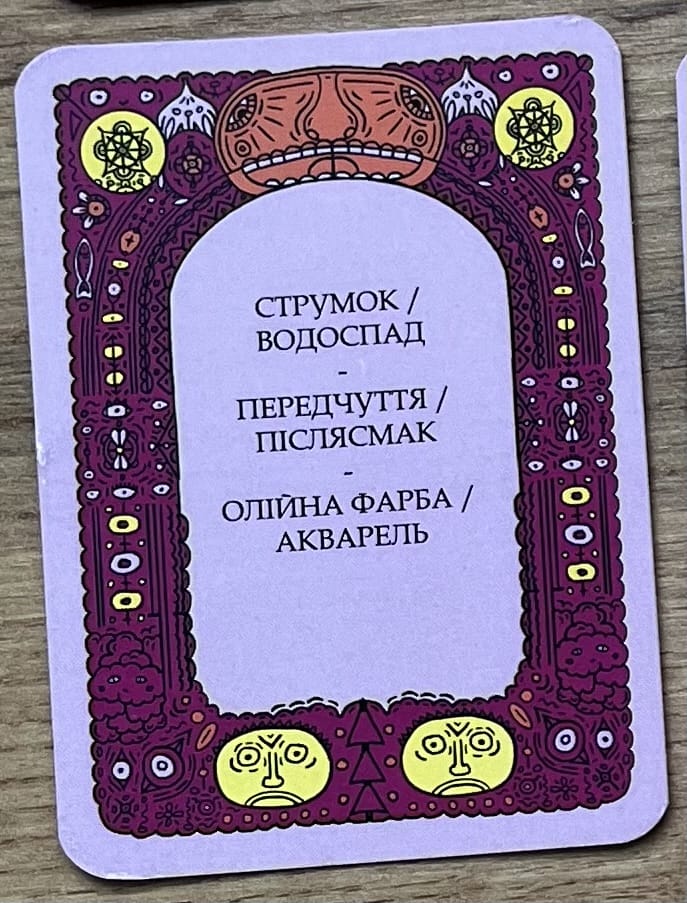 СТРУМОК /
ВОДОСПАД
-
ПЕРЕДЧУТТЯ /
ПІСЛЯСМАК
-
ОЛІЙНА ФАРБА /
АКВАРЕЛЬ